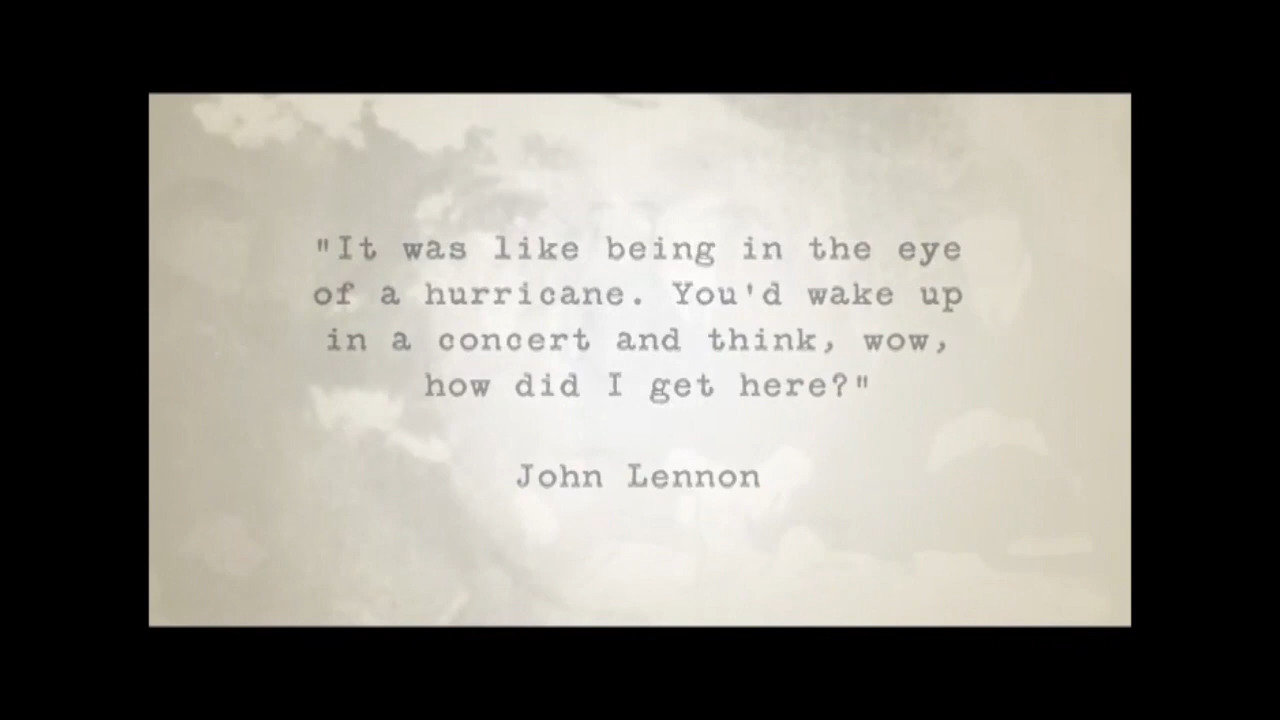 "It was like being in the eye
of a hurricane. You'd wake up
in a concert and think, wow,
how did I get here?"
John Lennon